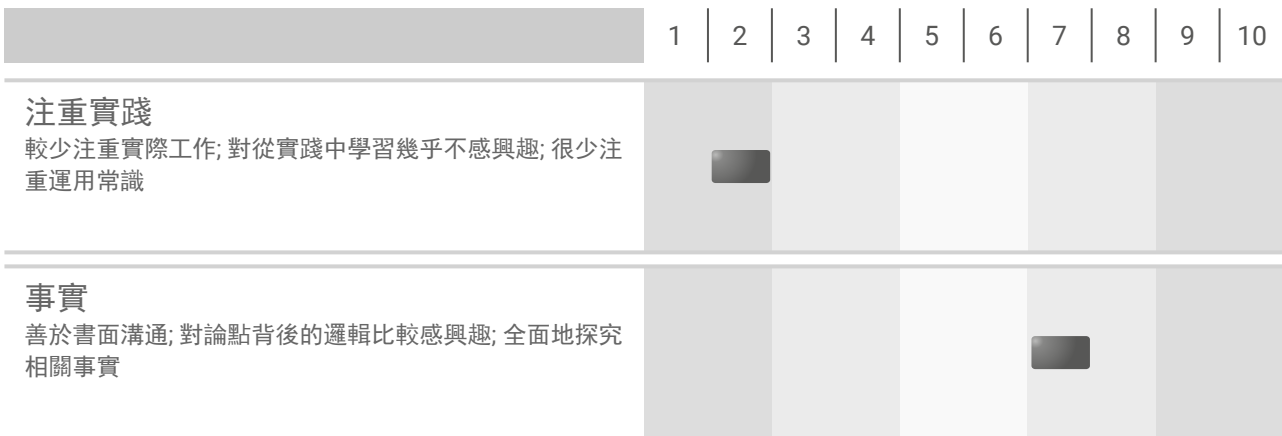 1 2 3 4 5 6 7 8 9 10
注重實踐
較少注重實際工作; 對從實踐中學習幾乎不感興趣; 很少注
重運用常識
事實
善於書面溝通; 對論點背後的邏輯比較感興趣; 全面地探究
相關事實